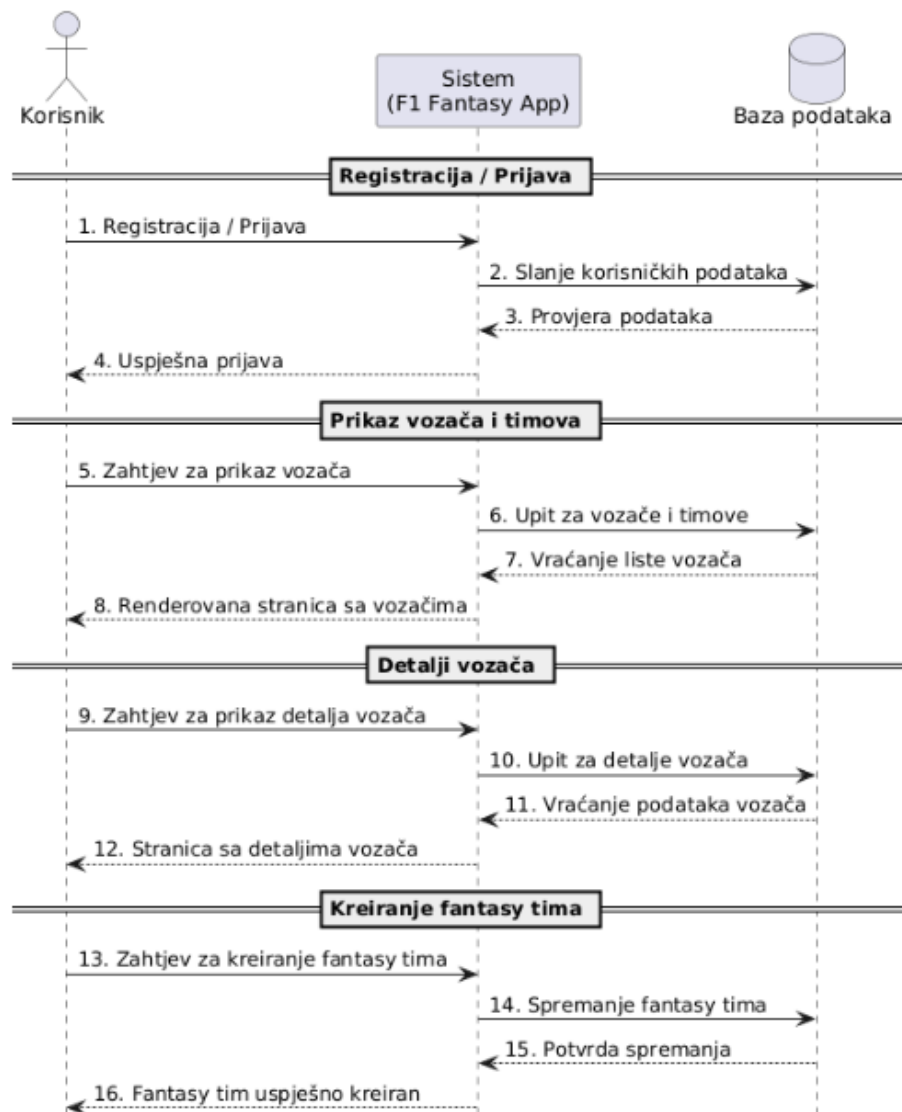 Korisnik
Sistem
(F1 Fantasy App)
Baza podataka
Registracija / Prijava
1. Registracija / Prijava
2. Slanje korisničkih podataka
3. Provjera podataka
4. Uspješna prijava
Prikaz vozača i timova
5. Zahtjev za prikaz vozača
6. Upit za vozače i timove
7. Vraćanje liste vozača
8. Renderovana stranica sa vozačima
Detalji vozača
9. Zahtjev za prikaz detalja vozača
10. Upit za detalje vozača
11. Vraćanje podataka vozača
12. Stranica sa detaljima vozača
Kreiranje fantasy tima
13. Zahtjev za kreiranje fantasy tima
14. Spremanje fantasy tima
15. Potvrda spremanja
16. Fantasy tim uspješno kreiran